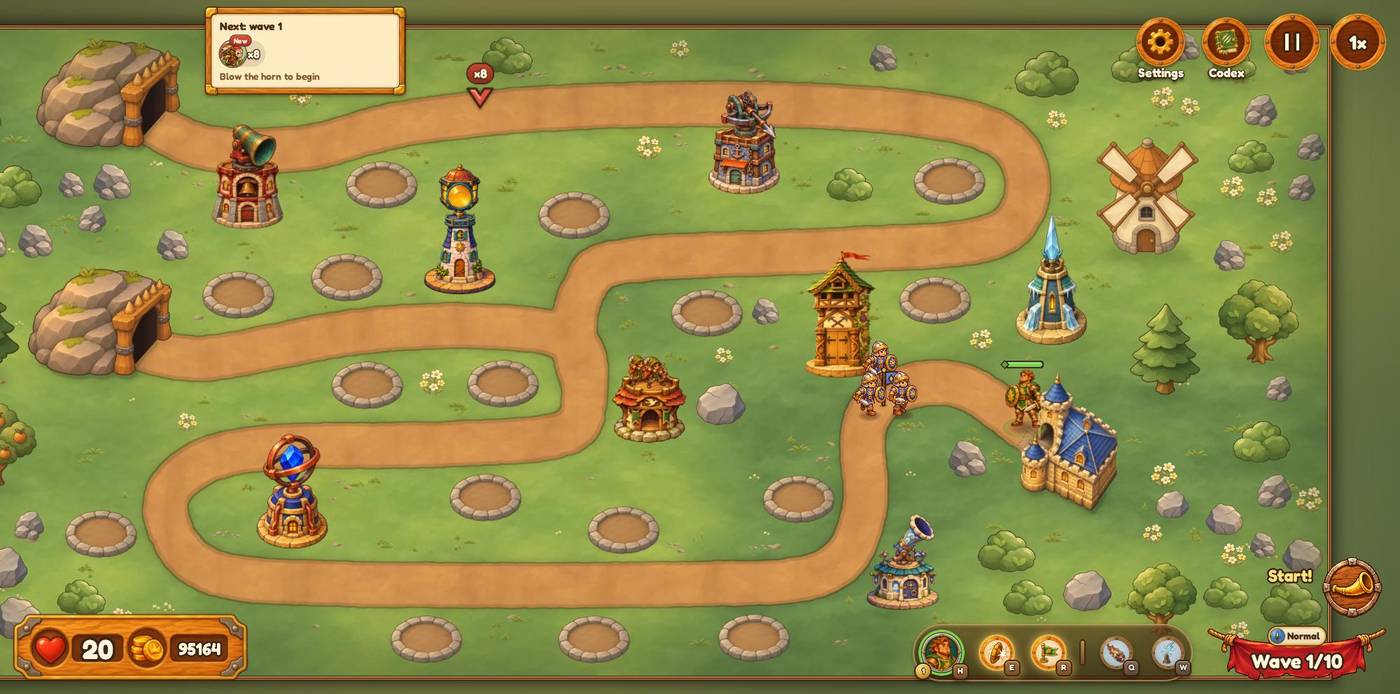 Next: wave 1
New
x8
Blow the horn to begin
x8
1x
Settings
Codex
Start!
20
95164
1
H
E
R
Q
W
Normal
Wave 1/10